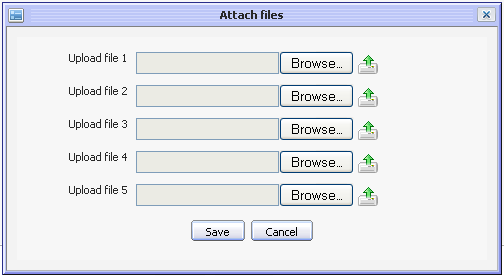 Attach files
Upload file 1 Browse...
Upload file 2 Browse...
Upload file 3 Browse...
Upload file 4 Browse...
Upload file 5 Browse...
Save Cancel